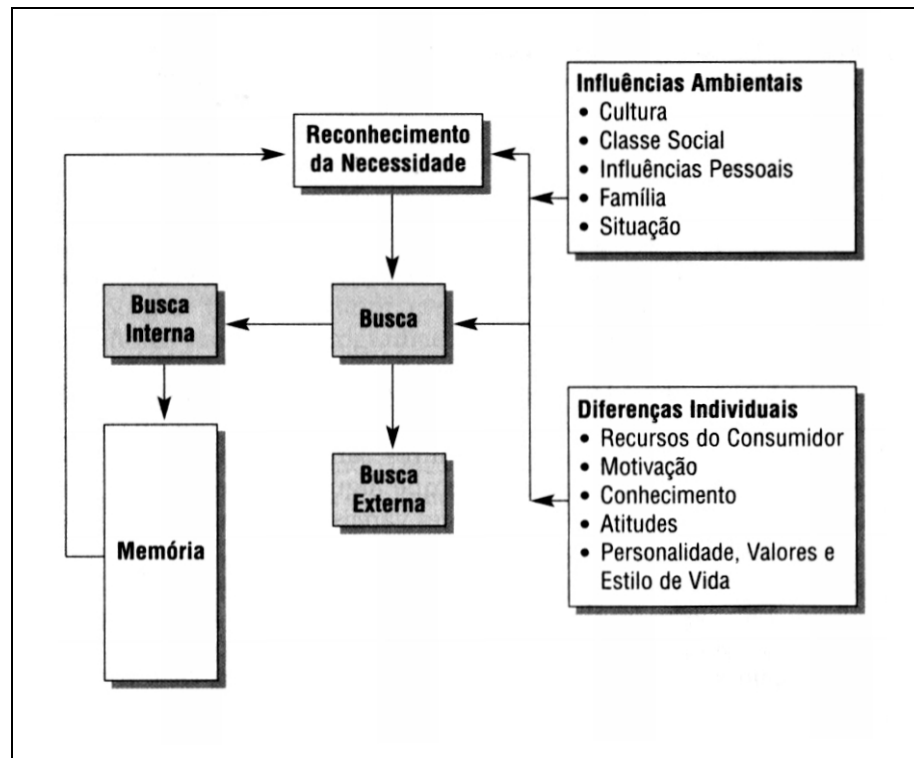 Reconhecimento
da Necessidade
Busca
Interna
Busca
Memória
Busca
Externa
Influências Ambientais
• Cultura
• Classe Social
• Influências Pessoais
• Família
• Situação
Diferenças Individuais
• Recursos do Consumidor
• Motivação
• Conhecimento
• Atitudes
• Personalidade, Valores e
Estilo de Vida